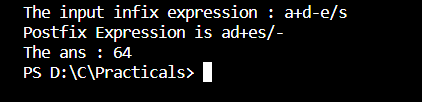 The input infix expression : a+d-e/s
Postfix Expression is ad+es/-
The ans : 64
PS D:\C\Practicals>